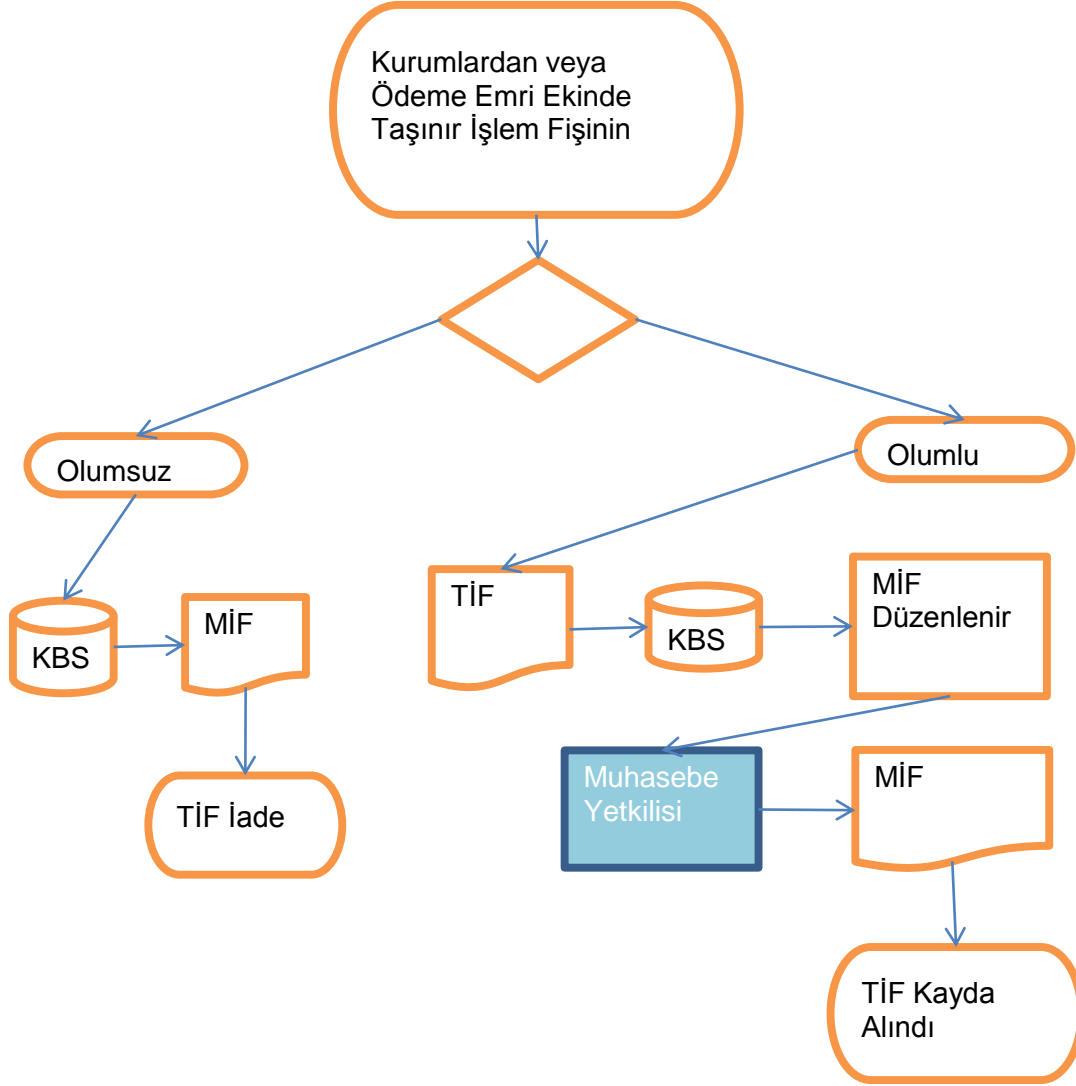 Kurumlardan veya
Ödeme Emri Ekinde
Taşınır İşlem Fişinin
Olumsuz
Olumlu
KBS
MİF
TİF
KBS
MİF
Düzenlenir
TİF İade
Muhasebe
Yetkilisi
MİF
TİF Kayda
Alındı